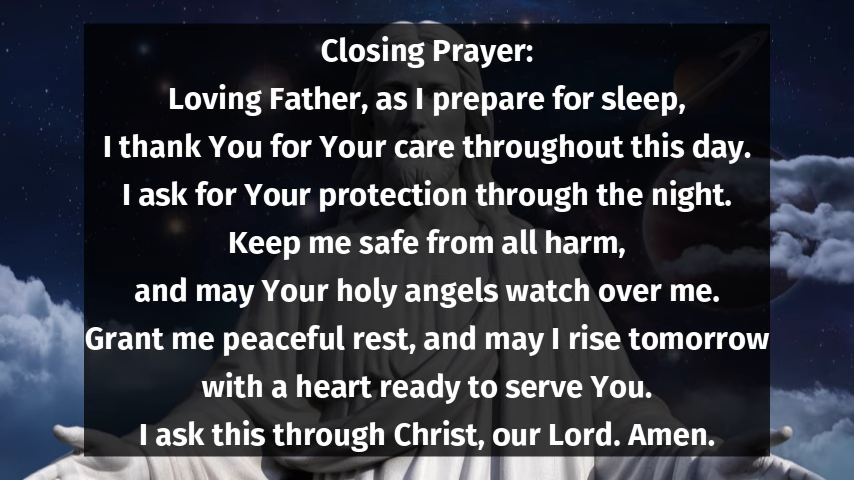 Closing Prayer:
Loving Father, as I prepare for sleep,
I thank You for Your care throughout this day.
I ask for Your protection through the night.
Keep me safe from all harm,
and may Your holy angels watch over me.
Grant me peaceful rest, and may I rise tomorrow
with a heart ready to serve You.
I ask this through Christ, our Lord. Amen.